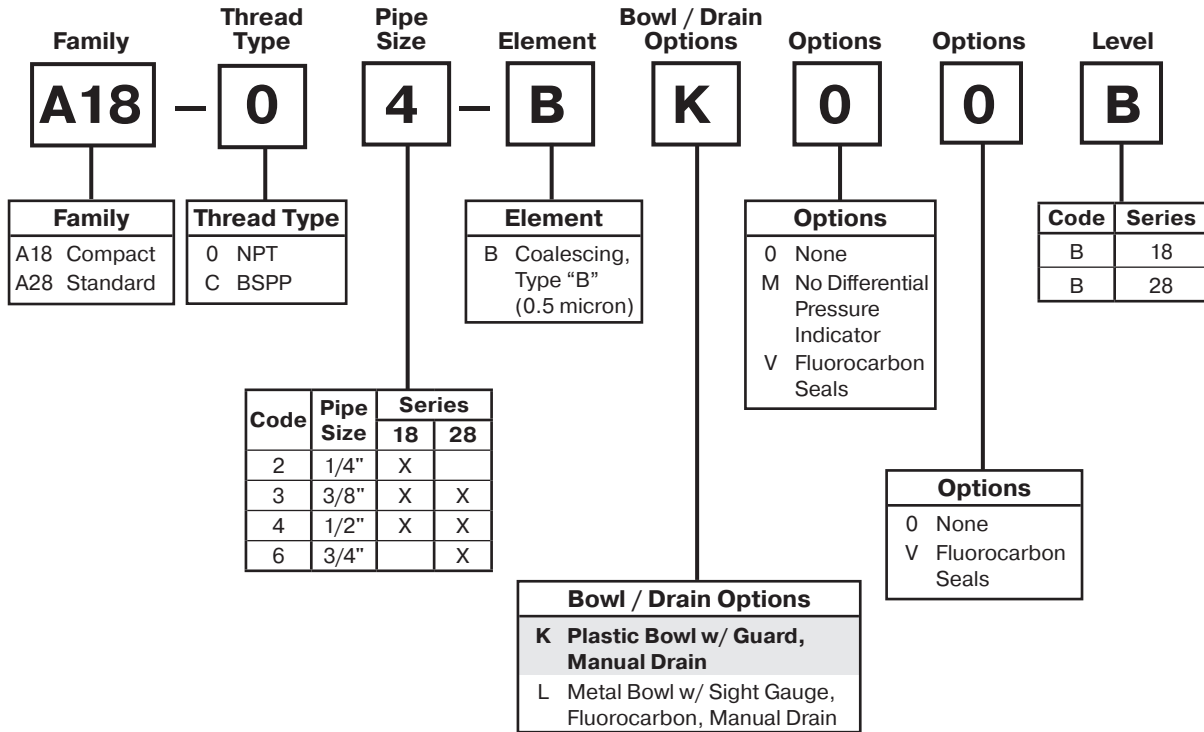 Family
Thread
Type
Pipe
Size
Element
Bowl / Drain
Options
Options
Options
Level
A18 – 0 4 – B K 0 0 B
Family
A18 Compact
A28 Standard
Thread Type
0 NPT
C BSPP
Element
B Coalescing,
Type “B”
(0.5 micron)
Options
0 None
M No Differential
Pressure
Indicator
V Fluorocarbon
Seals
Code Series
B 18
B 28
Code Pipe Size Series
18 28
2 1/4" X
3 3/8" X X
4 1/2" X X
6 3/4" X
Options
0 None
V Fluorocarbon
Seals
Bowl / Drain Options
K Plastic Bowl w/ Guard,
Manual Drain
L Metal Bowl w/ Sight Gauge,
Fluorocarbon, Manual Drain